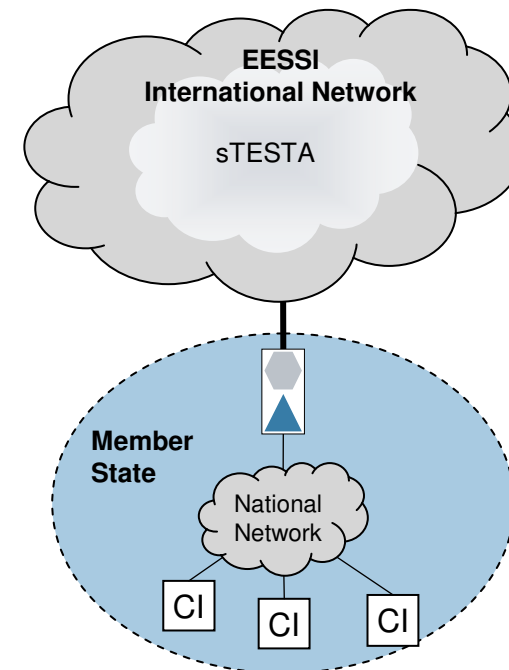 EESSI
International Network
sTESTA
Member
State
National
Network
CI
CI
CI